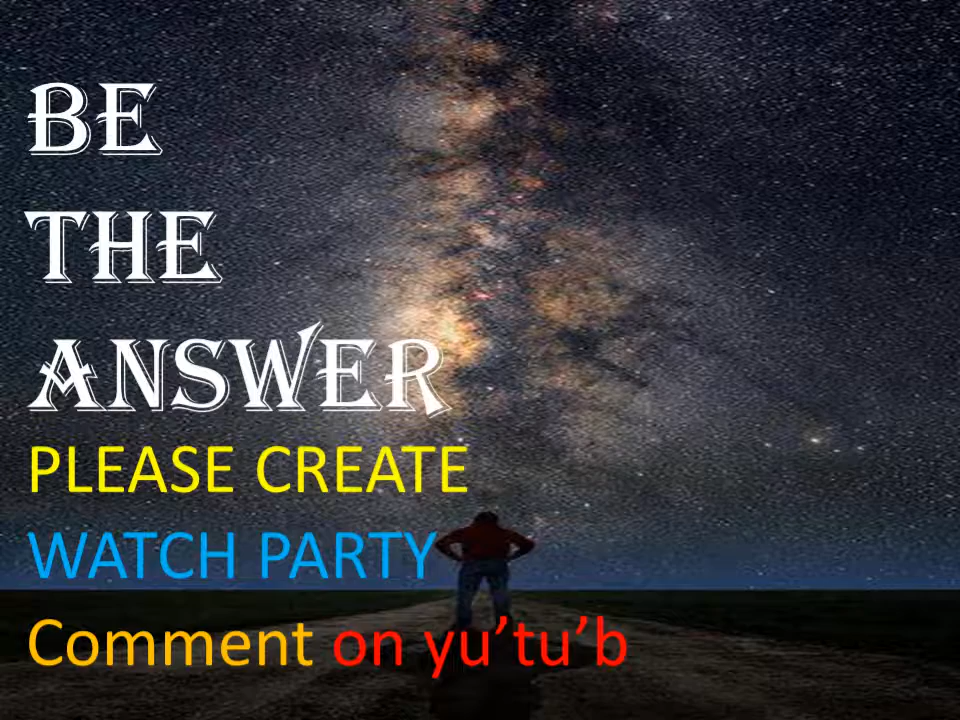 BE
THE
ANSWER
PLEASE CREATE
WATCH PARTY
Comment on yu’tu’b